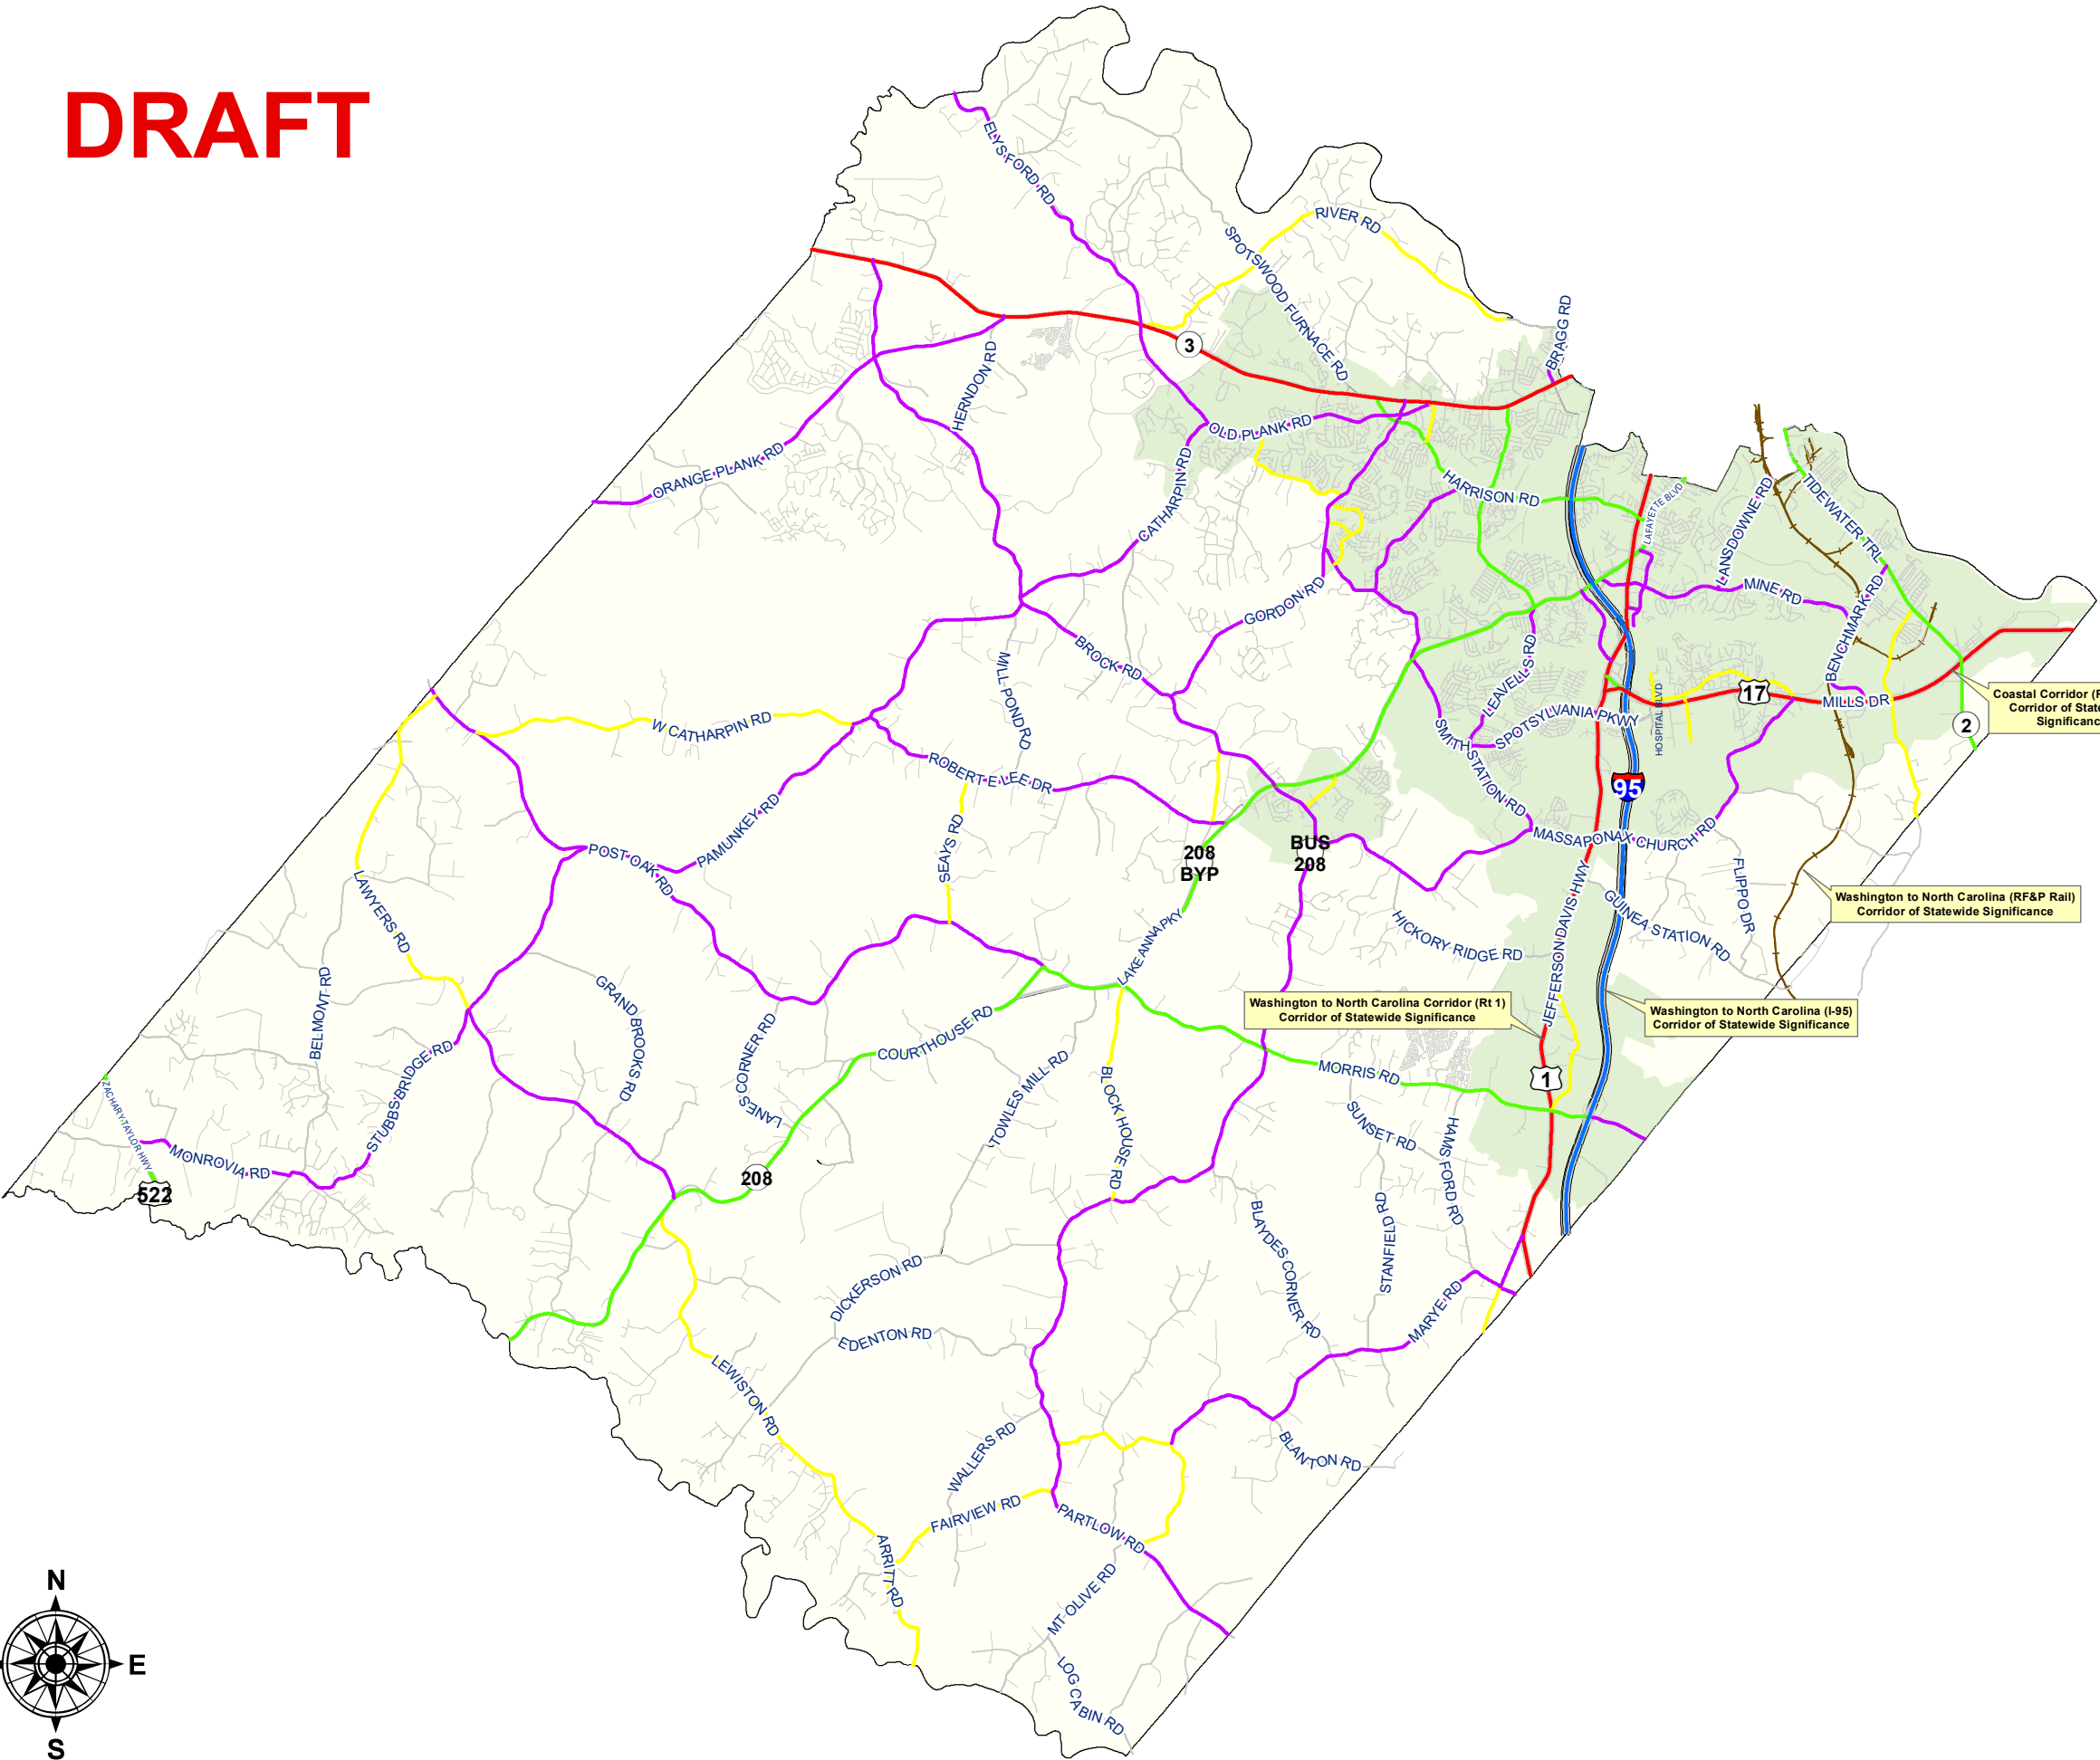 DRAFT
ELYS FORD RD
RIVER RD
SPOTSWOOD FURNACE RD
BRAGG RD
3
HERNDON RD
OLD PLANK RD
ORANGE PLANK RD
CATHARPIN RD
HARRISON RD
LAFAYETTE BLVD
LANSDOWNE RD
TIDEWATER TRL
MINE RD
BENCHMARK RD
GORDON RD
BROCK RD
MILL POND RD
LEAVELLS RD
SPOTSYLVANIA PKWY
HOSPITAL BLVD
17
MILLS DR
Coastal Corridor (
Corridor of State
Significanc
2
W CATHARPIN RD
SMITH STATION RD
ROBERT E LEE DR
95
PAMUNKEY RD
SEAYS RD
MASSAPONAX CHURCH RD
208
BYP
BUS
208
POST OAK RD
FLIPPO DR
LAWYERS RD
Washington to North Carolina (RF&P Rail)
Corridor of Statewide Significance
GUINEA STATION RD
HICKORY RIDGE RD
JEFFERSON DAVIS HWY
LAKE ANNA PKY
BELMONT RD
GRAND BROOKS RD
Washington to North Carolina Corridor (Rt 1)
Corridor of Statewide Significance
Washington to North Carolina (I-95)
Corridor of Statewide Significance
LANES CORNER RD
COURTHOUSE RD
STUBBS BRIDGE RD
TOWLES MILL RD
BLOCK HOUSE RD
MORRIS RD
1
ZACHARY TAYLOR HWY
SUNSET RD
HAMS FORD RD
MONROVIA RD
522
208
BLAYDES CORNER RD
STANFIELD RD
DICKERSON RD
EDENTON RD
MARYE RD
LEWISTON RD
WALLERS RD
BLANTON RD
FAIRVIEW RD
PARTLOW RD
ARRITT RD
MT OLIVE RD
LOG CABIN RD
N
E
S